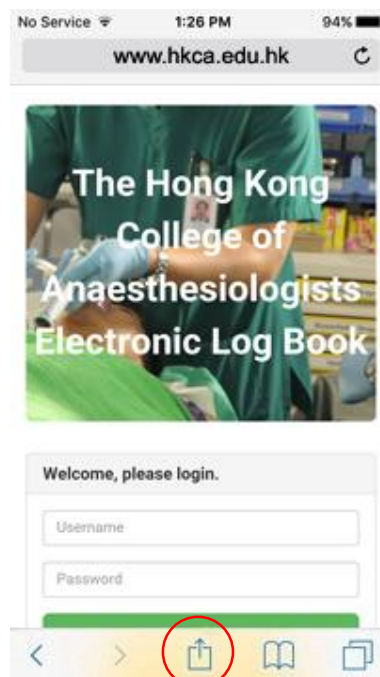 No Service 1:26 PM 94%
www.hkca.edu.hk
The Hong Kong
College of
Anaesthesiologists
Electronic Log Book
Welcome, please login.
Username
Password